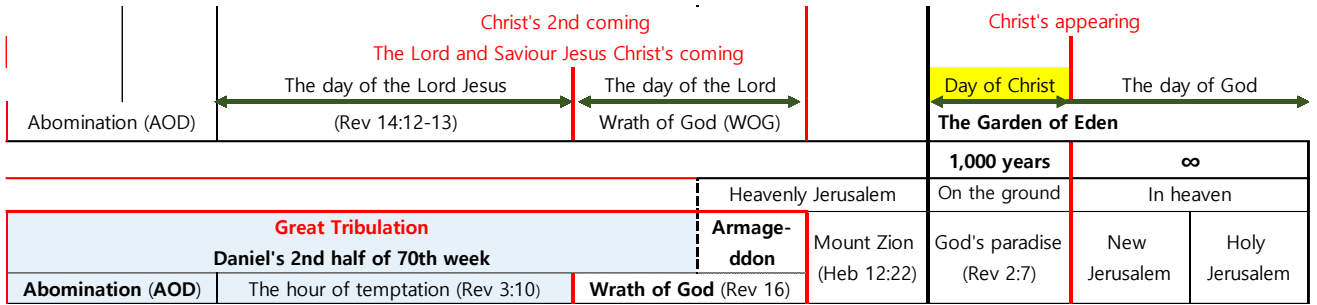 Christ's 2nd coming Christ's appearing
The Lord and Saviour Jesus Christ's coming
The day of the Lord Jesus The day of the Lord Day of Christ The day of God
Abomination (AOD) (Rev 14:12-13) Wrath of God (WOG) The Garden of Eden
1,000 years ∞
Heavenly Jerusalem On the ground In heaven
Great Tribulation Armage-
Daniel's 2nd half of 70th week ddon
Mount Zion God's paradise New Holy
(Heb 12:22) (Rev 2:7) Jerusalem Jerusalem
Abomination (AOD) The hour of temptation (Rev 3:10) Wrath of God (Rev 16)